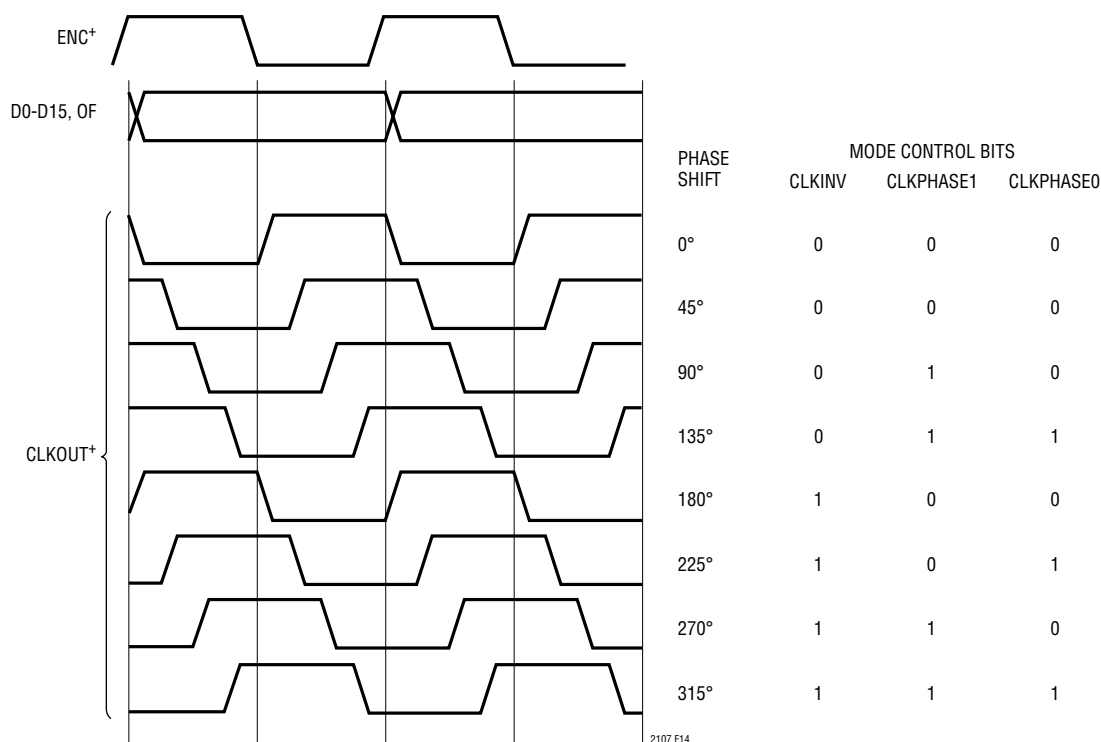 ENC+
D0-D15, OF
PHASE SHIFT
MODE CONTROL BITS
CLKINV CLKPHASE1 CLKPHASE0
0° 0 0 0
45° 0 0 0
90° 0 1 0
135° 0 1 1
CLKOUT+
180° 1 0 0
225° 1 0 1
270° 1 1 0
315° 1 1 1
2107 F14